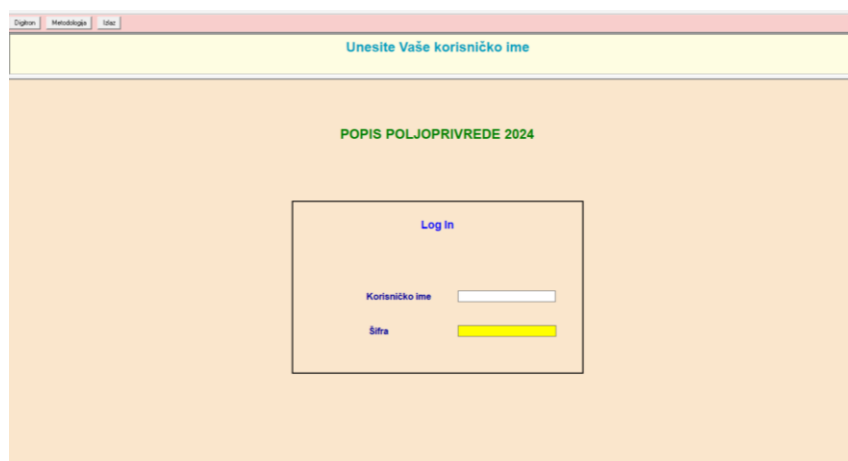 Digitron Metodologija Izlaz
Unesite Vaše korisničko ime
POPIS POLJOPRIVREDE 2024
Log In
Korisničko ime
Šifra